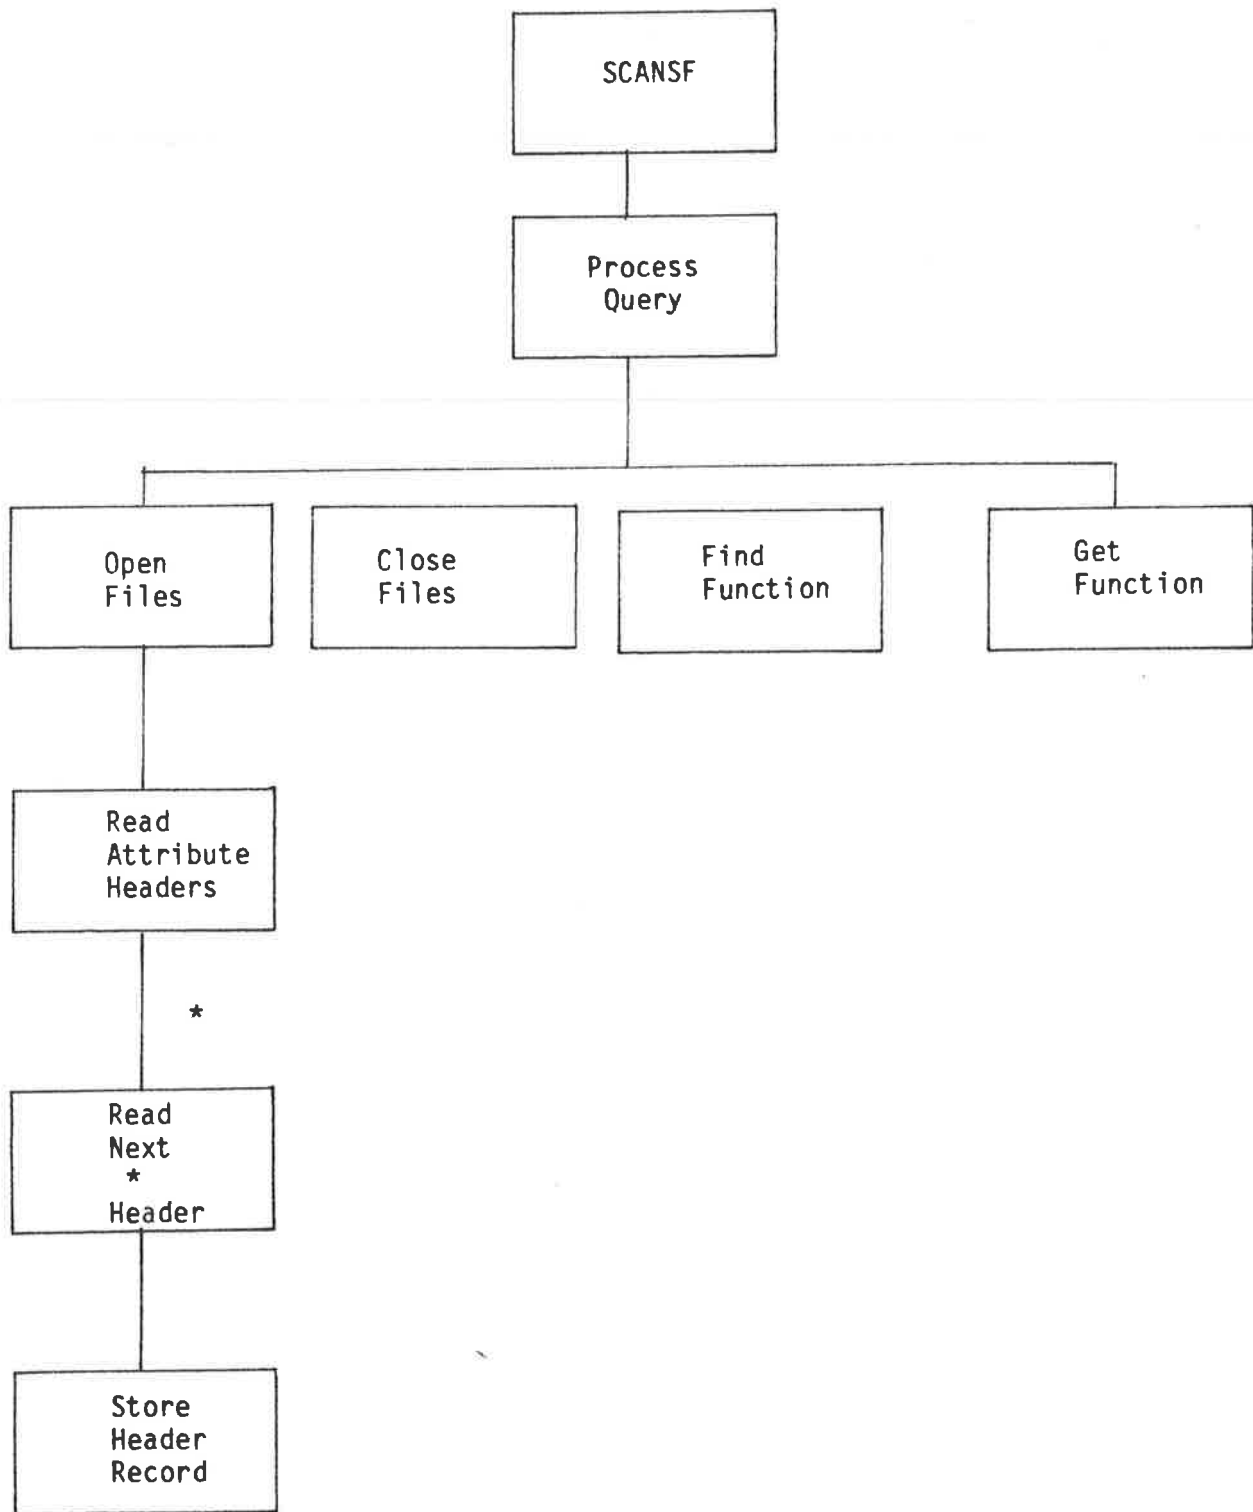 SCANSF
Process
Query
Open
Files
Close
Files
Find
Function
Get
Function
Read
Attribute
Headers
*
Read
Next
*
Header
Store
Header
Record